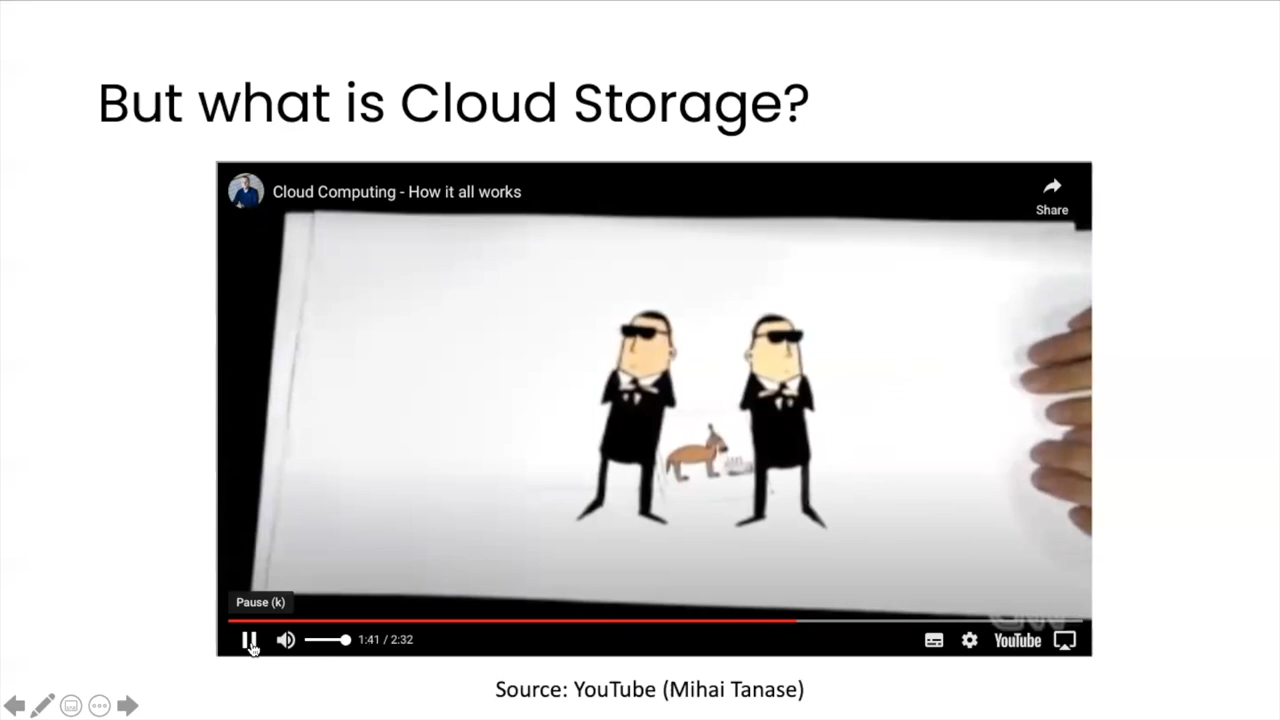 But what is Cloud Storage?
Cloud Computing - How it all works
Share
Pause (k)
1:41 / 2:32
YouTube
Source: YouTube (Mihai Tanase)